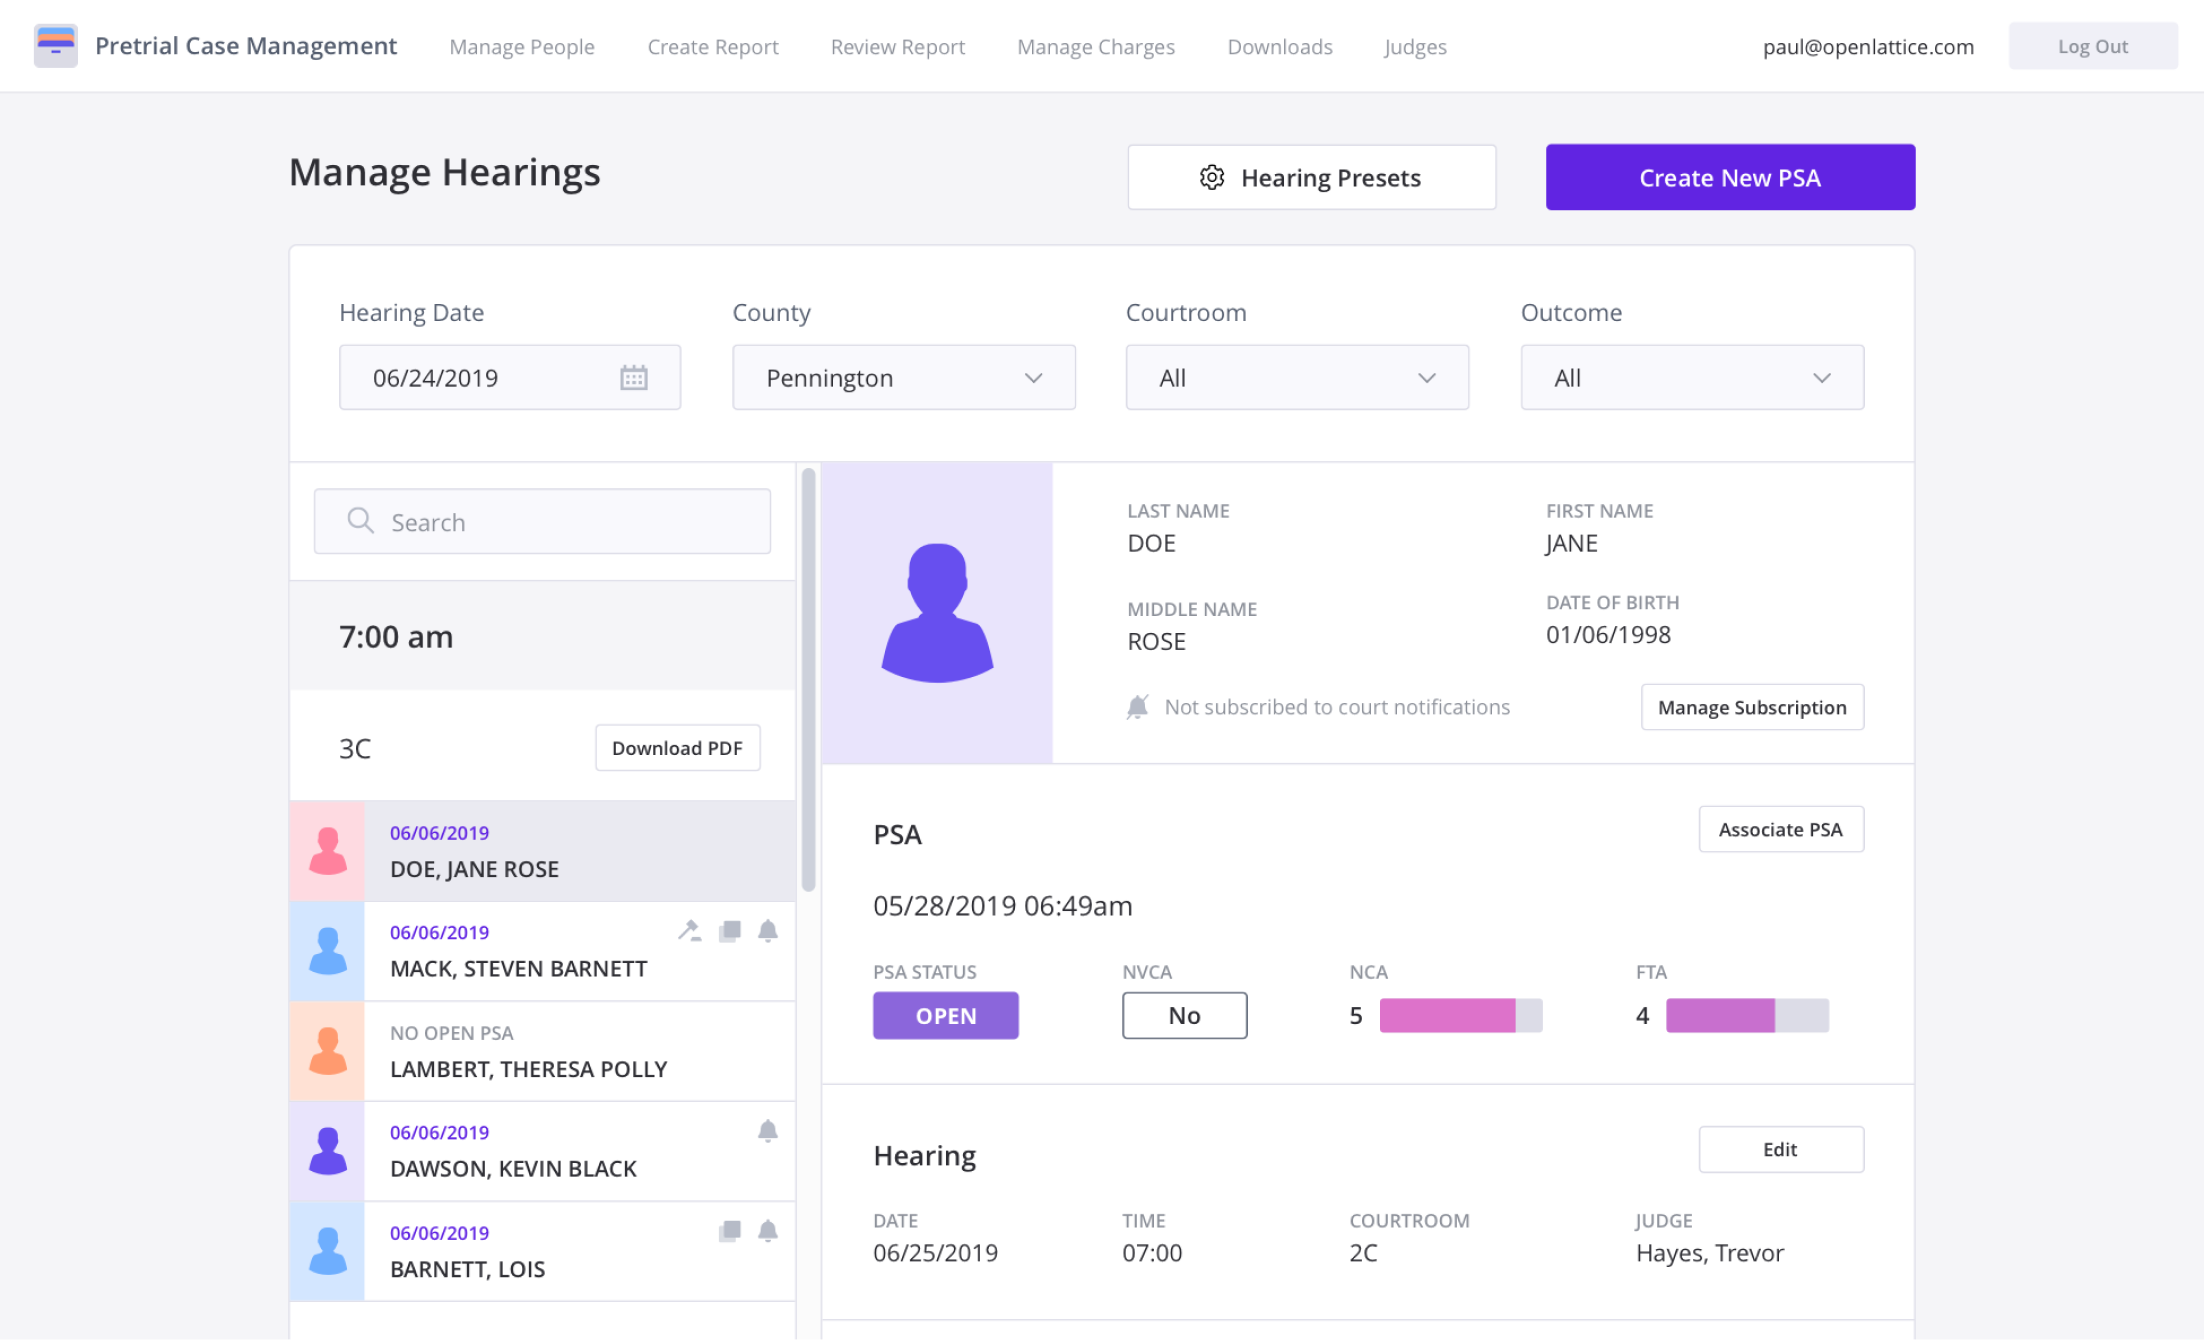 Pretrial Case Management
Manage People
Create Report
Review Report
Manage Charges
Downloads
Judges
paul@openlattice.com
Log Out
Manage Hearings
Hearing Presets
Create New PSA
Hearing Date
County
Courtroom
Outcome
06/24/2019
Pennington
All
All
Search
7:00 am
3C
Download PDF
06/06/2019
DOE, JANE ROSE
06/06/2019
MACK, STEVEN BARNETT
NO OPEN PSA
LAMBERT, THERESA POLLY
06/06/2019
DAWSON, KEVIN BLACK
06/06/2019
BARNETT, LOIS
LAST NAME
DOE
FIRST NAME
JANE
MIDDLE NAME
ROSE
DATE OF BIRTH
01/06/1998
Not subscribed to court notifications
Manage Subscription
PSA
Associate PSA
05/28/2019 06:49am
PSA STATUS
OPEN
NVCA
No
NCA
5
FTA
4
Hearing
Edit
DATE
06/25/2019
TIME
07:00
COURTROOM
2C
JUDGE
Hayes, Trevor